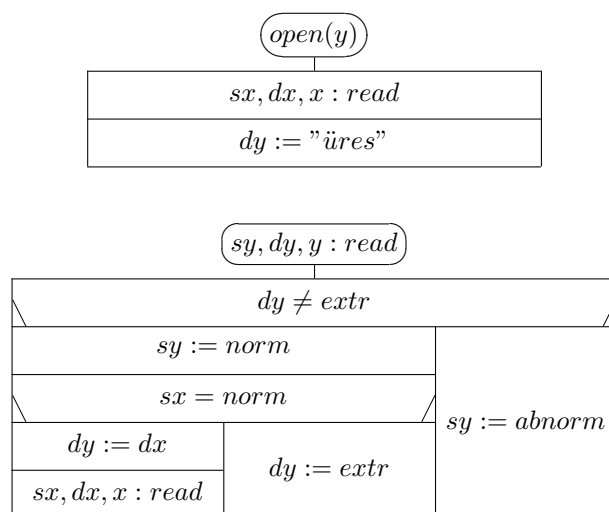 open(y)
sx, dx, x : read
dy := ”üres”
sy, dy, y : read
dy ≠ extr
sy := norm
sx = norm
sy := abnorm
dy := dx
dy := extr
sx, dx, x : read